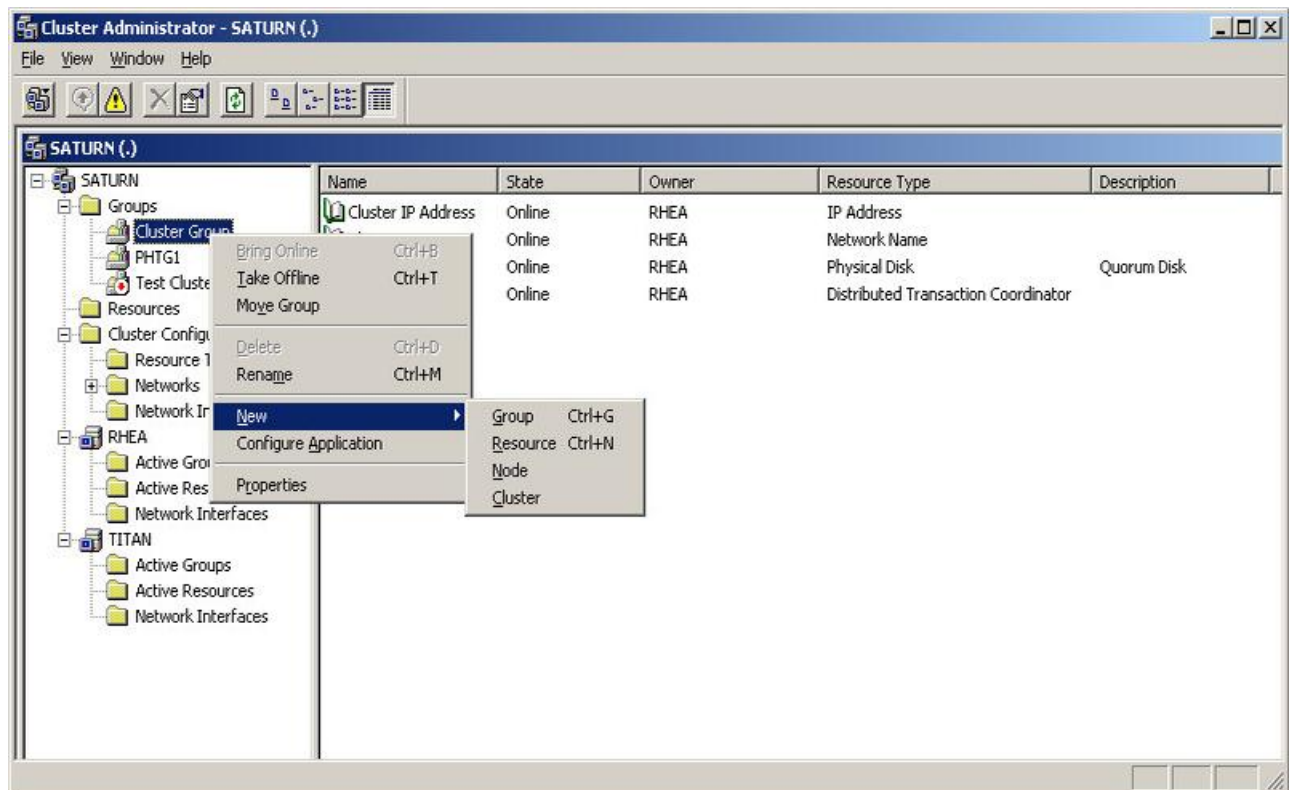 Cluster Administrator - SATURN (.)
File View Window Help
SATURN (.)
SATURN
Groups
Cluster Group
PHTG1
Test Cluste
Resources
Cluster Configu
Resource T
Networks
Network In
RHEA
Active Grou
Active Res
Network Interfaces
TITAN
Active Groups
Active Resources
Network Interfaces
Name State Owner Resource Type Description
Cluster IP Address Online RHEA IP Address
Online RHEA Network Name
Online RHEA Physical Disk Quorum Disk
Online RHEA Distributed Transaction Coordinator
Bring Online Ctrl+B
Take Offline Ctrl+T
Move Group
Delete Ctrl+D
Rename Ctrl+M
New
Configure Application
Properties
Group Ctrl+G
Resource Ctrl+N
Node
Cluster